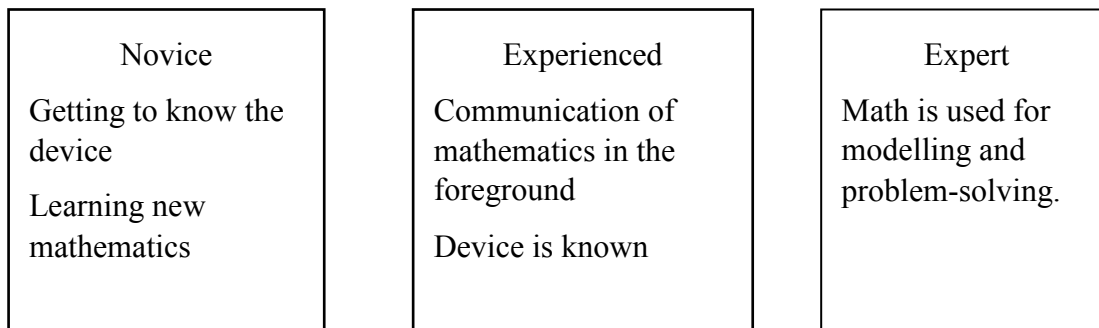 Novice
Getting to know the
device
Learning new
mathematics
Experienced
Communication of
mathematics in the
foreground
Device is known
Expert
Math is used for
modelling and
problem-solving.